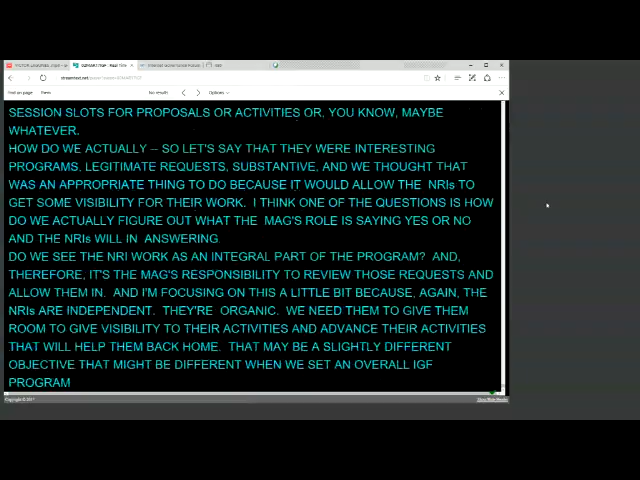 streamtext.net
Find on page
No results
Options
SESSION SLOTS FOR PROPOSALS OR ACTIVITIES OR, YOU KNOW, MAYBE
WHATEVER.
HOW DO WE ACTUALLY -- SO LET'S SAY THAT THEY WERE INTERESTING
PROGRAMS, LEGITIMATE REQUESTS, SUBSTANTIVE, AND WE THOUGHT THAT
WAS AN APPROPRIATE THING TO DO BECAUSE IT WOULD ALLOW THE NRIs TO
GET SOME VISIBILITY FOR THEIR WORK. I THINK ONE OF THE QUESTIONS IS HOW
DO WE ACTUALLY FIGURE OUT WHAT THE MAG'S ROLE IS SAYING YES OR NO
AND THE NRIs WILL IN ANSWERING.
DO WE SEE THE NRI WORK AS AN INTEGRAL PART OF THE PROGRAM? AND,
THEREFORE, IT'S THE MAG'S RESPONSIBILITY TO REVIEW THOSE REQUESTS AND
ALLOW THEM IN. AND I'M FOCUSING ON THIS A LITTLE BIT BECAUSE, AGAIN, THE
NRIs ARE INDEPENDENT. THEY'RE ORGANIC. WE NEED THEM TO GIVE THEM
ROOM TO GIVE VISIBILITY TO THEIR ACTIVITIES AND ADVANCE THEIR ACTIVITIES
THAT WILL HELP THEM BACK HOME. THAT MAY BE A SLIGHTLY DIFFERENT
OBJECTIVE THAT MIGHT BE DIFFERENT WHEN WE SET AN OVERALL IGF
PROGRAM